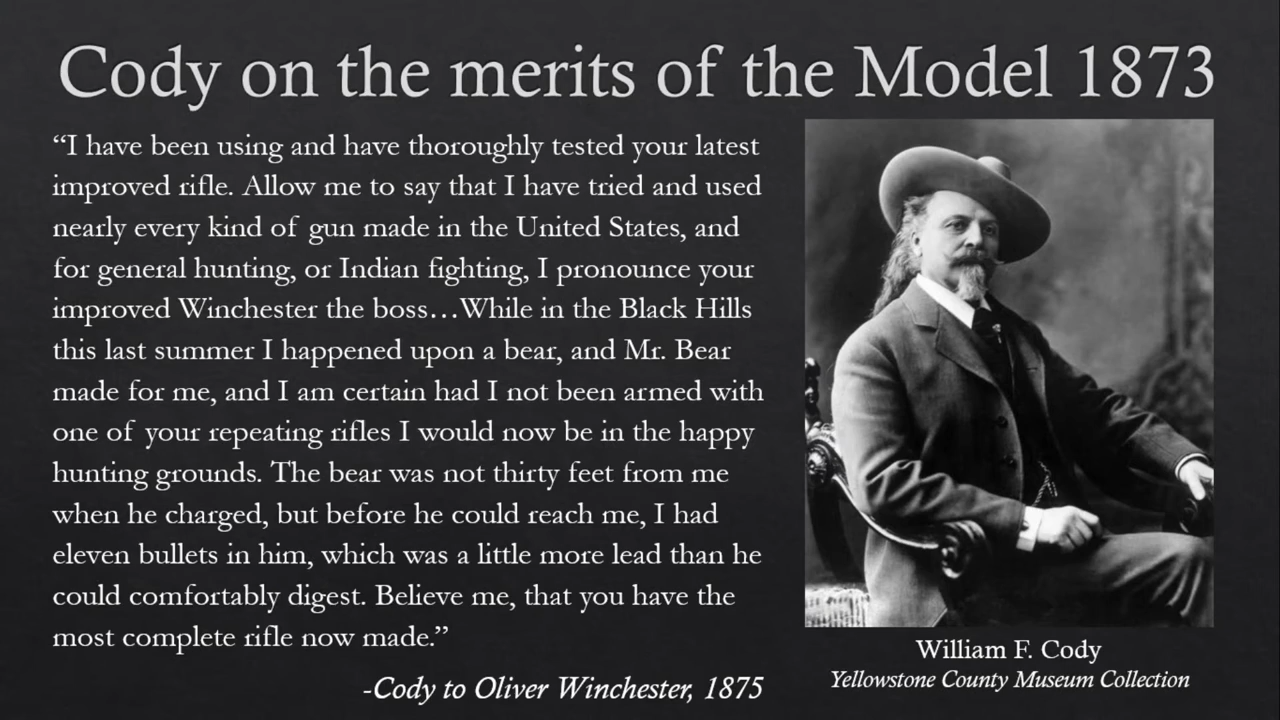 Cody on the merits of the Model 1873
“I have been using and have thoroughly tested your latest
improved rifle. Allow me to say that I have tried and used
nearly every kind of gun made in the United States, and
for general hunting, or Indian fighting, I pronounce your
improved Winchester the boss…While in the Black Hills
this last summer I happened upon a bear, and Mr. Bear
made for me, and I am certain had I not been armed with
one of your repeating rifles I would now be in the happy
hunting grounds. The bear was not thirty feet from me
when he charged, but before he could reach me, I had
eleven bullets in him, which was a little more lead than he
could comfortably digest. Believe me, that you have the
most complete rifle now made.”
-Cody to Oliver Winchester, 1875
William F. Cody
Yellowstone County Museum Collection